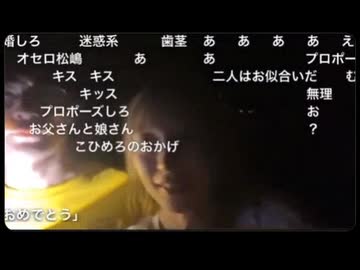 婚しろ 迷惑系 歯茎 あ あ あ あ え
オセロ松嶋 あ あ プロポー
キス キス 二人はお似合いだ む
キッス 無理
プロポーズしろ お
お父さんと娘さん ？
こひめろのおかげ
おめでとう」